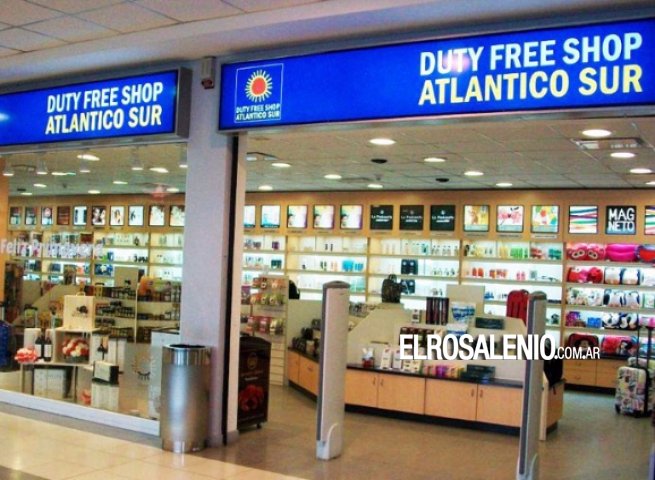 DUTY FREE SHOP
ATLANTICO SUR
DUTY FREE SHOP
ATLANTICO SUR
DUTY FREE SHOP
ATLANTICO SUR
MAG
NETO
ELROSALENIO.COM.AR